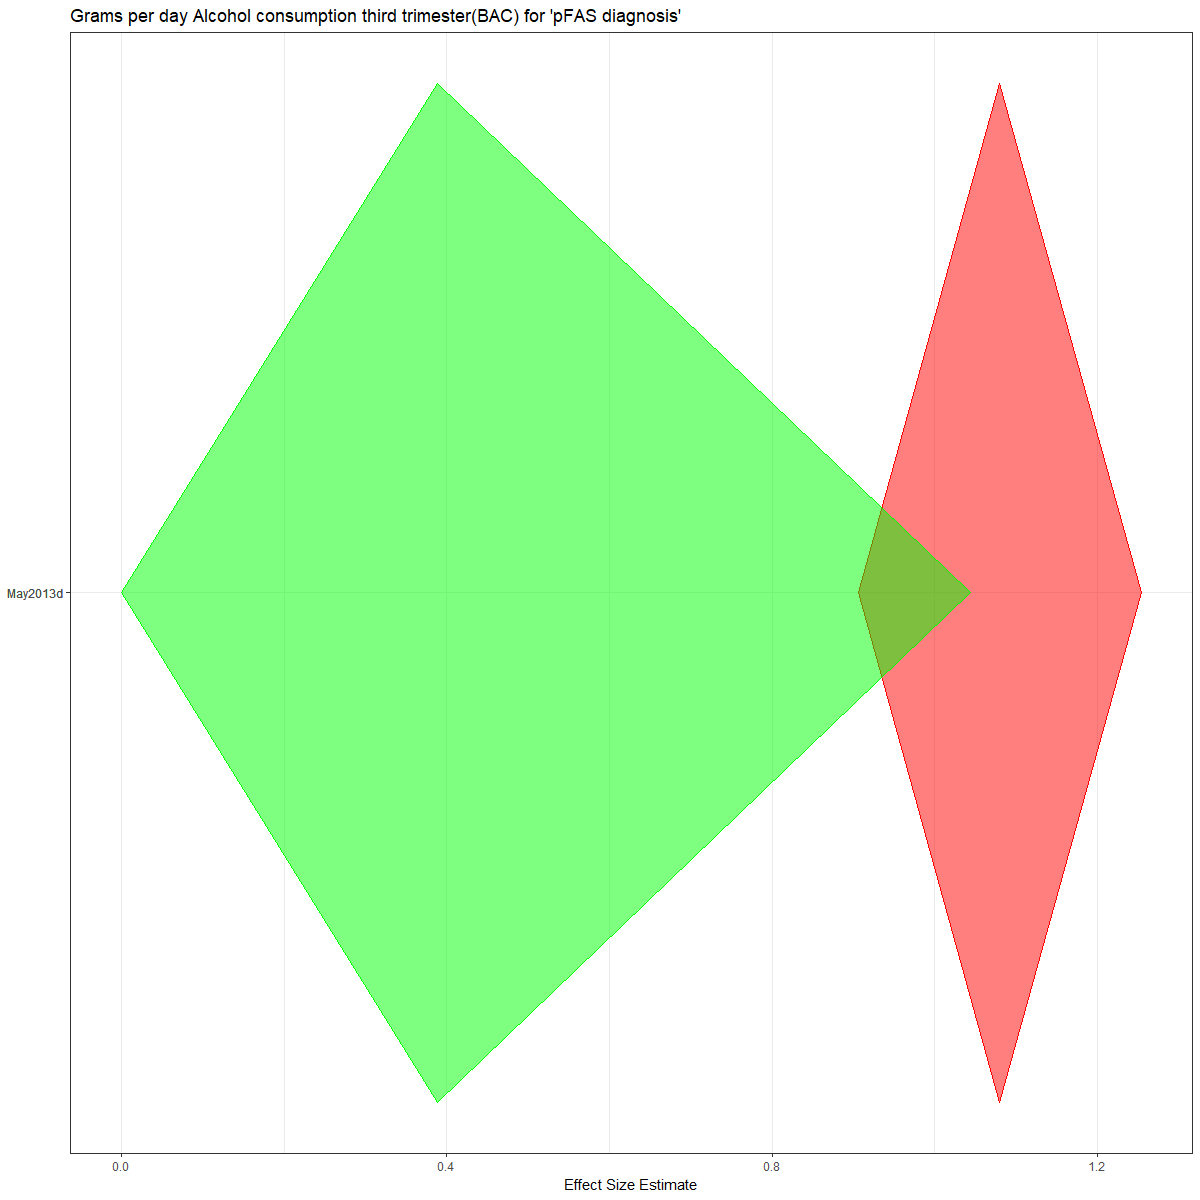 Grams per day Alcohol consumption third trimester(BAC) for 'pFAS diagnosis'
May2013d
0.0 0.4 0.8 1.2
Effect Size Estimate